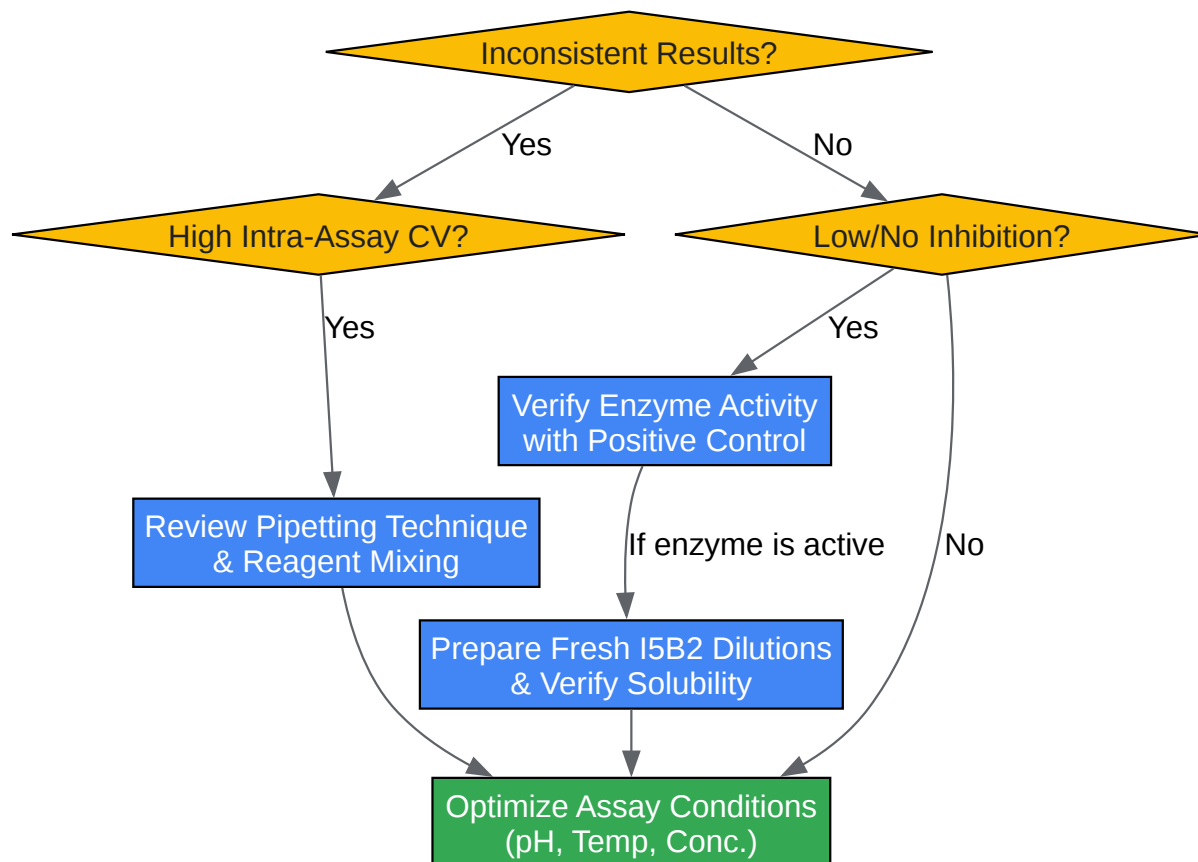 Inconsistent Results?
Yes
No
High Intra-Assay CV?
Low/No Inhibition?
Yes
Yes
Verify Enzyme Activity
with Positive Control
Review Pipetting Technique
& Reagent Mixing
If enzyme is active
No
Prepare Fresh I5B2 Dilutions
& Verify Solubility
Optimize Assay Conditions
(pH, Temp, Conc.)